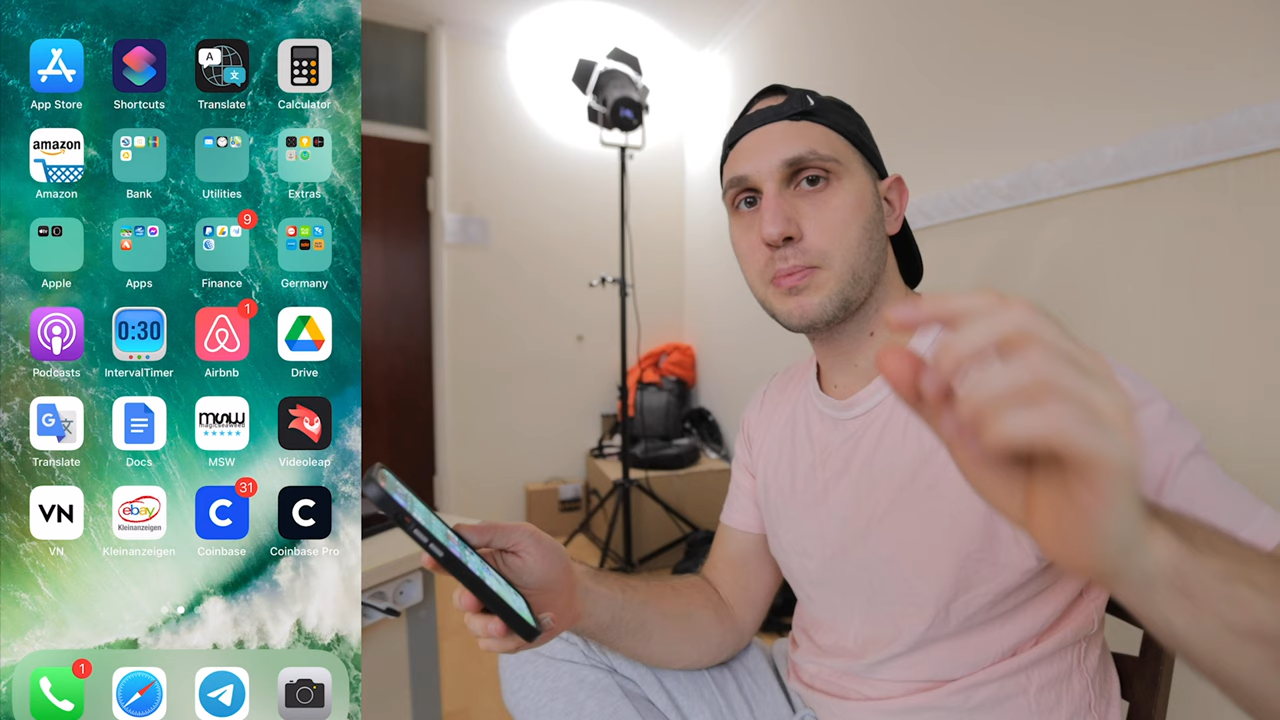 App Store
Shortcuts
Translate
Calculator
amazon
Amazon
Bank
Utilities
Extras
9
Apple
Apps
Finance
Germany
0:30
1
Podcasts
IntervalTimer
Airbnb
Drive
msw
magicseaweed
Translate
Docs
MSW
Videoleap
VN
ebay
Kleinanzeigen
31
C
C
VN
Kleinanzeigen
Coinbase
Coinbase Pro
1